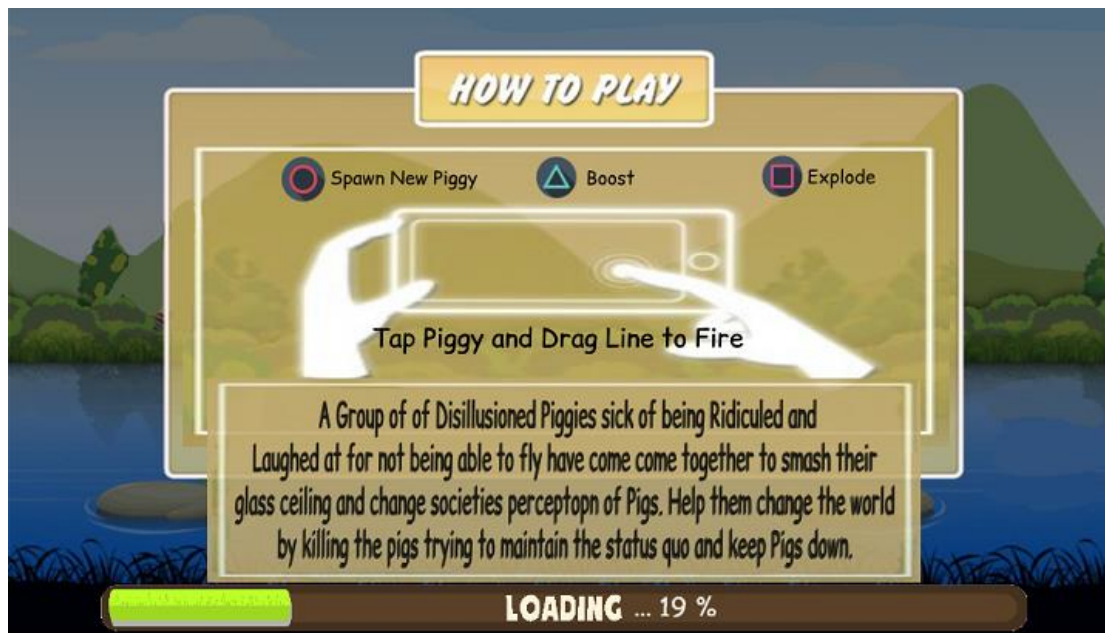 HOW TO PLAY
Spawn New Piggy Boost Explode
Tap Piggy and Drag Line to Fire
A Group of of Disillusioned Piggies sick of being Ridiculed and
Laughed at for not being able to fly have come come together to smash their
glass ceiling and change societies perceptopn of Pigs. Help them change the world
by killing the pigs trying to maintain the status quo and keep Pigs down.
LOADING ... 19 %